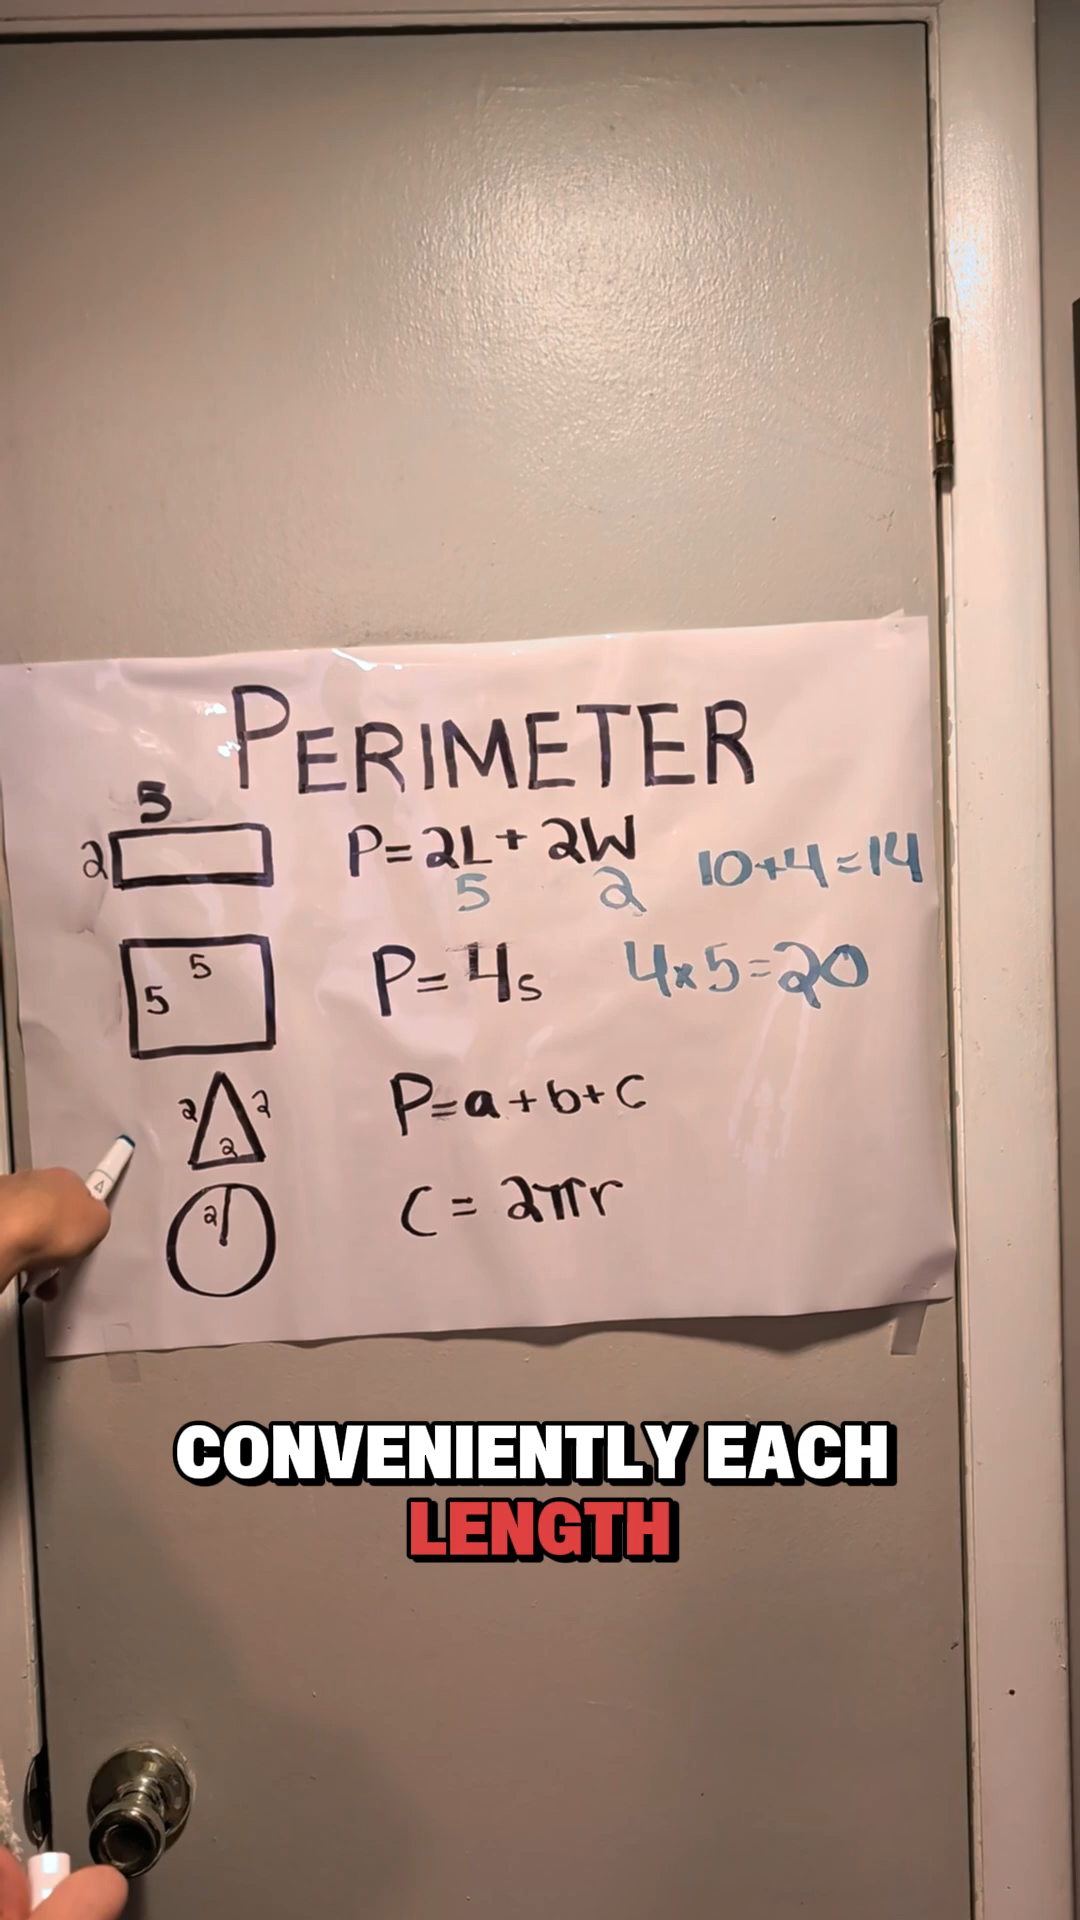 PERIMETER
5
2
P=2L+2W
5 2
10+4=14
5
5
P=4s
4x5=20
2 2
2
P=a+b+c
2
C=2πr
CONVENIENTLY EACH
LENGTH